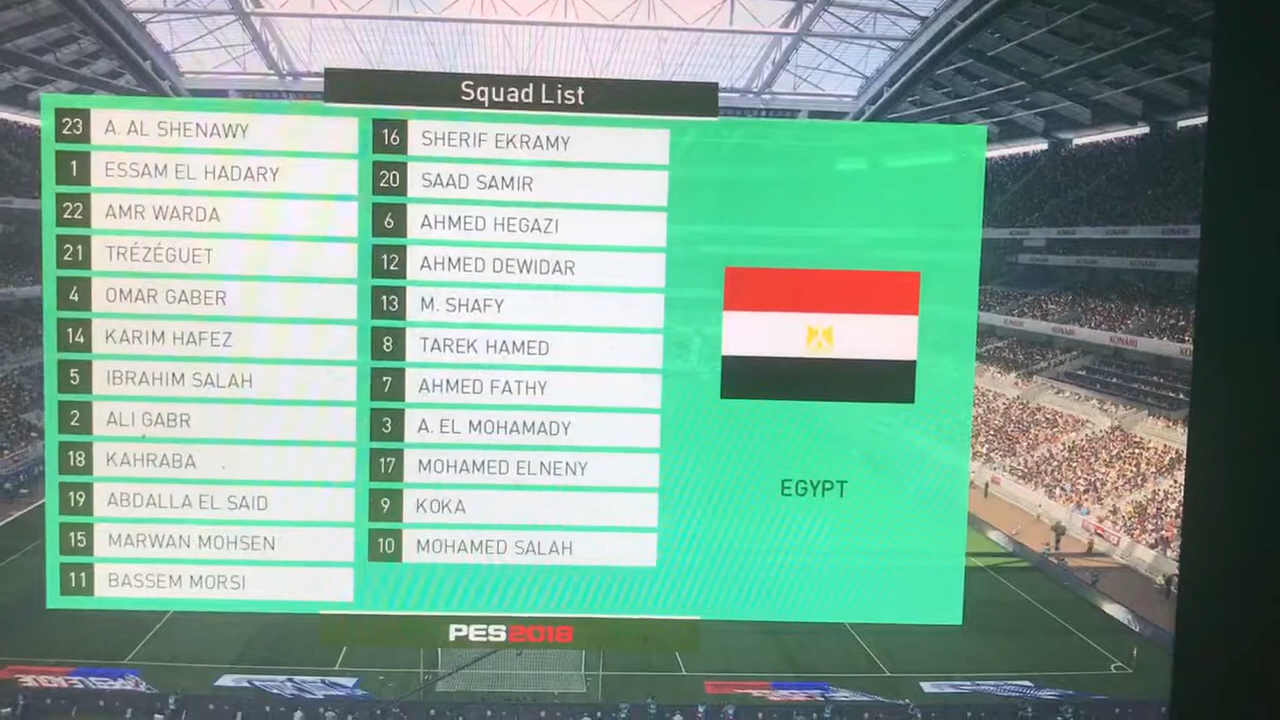 Squad List
23 A. AL SHENAWY
1 ESSAM EL HADARY
22 AMR WARDA
21 TRÉZÉGUET
4 OMAR GABER
14 KARIM HAFEZ
5 IBRAHIM SALAH
2 ALI GABR
18 KAHRABA
19 ABDALLA EL SAID
15 MARWAN MOHSEN
11 BASSEM MORSI
16 SHERIF EKRAMY
20 SAAD SAMIR
6 AHMED HEGAZI
12 AHMED DEWIDAR
13 M. SHAFY
8 TAREK HAMED
7 AHMED FATHY
3 A. EL MOHAMADY
17 MOHAMED ELNENY
9 KOKA
10 MOHAMED SALAH
EGYPT
KONAMI
KONAMI
KONAMI
PES2018